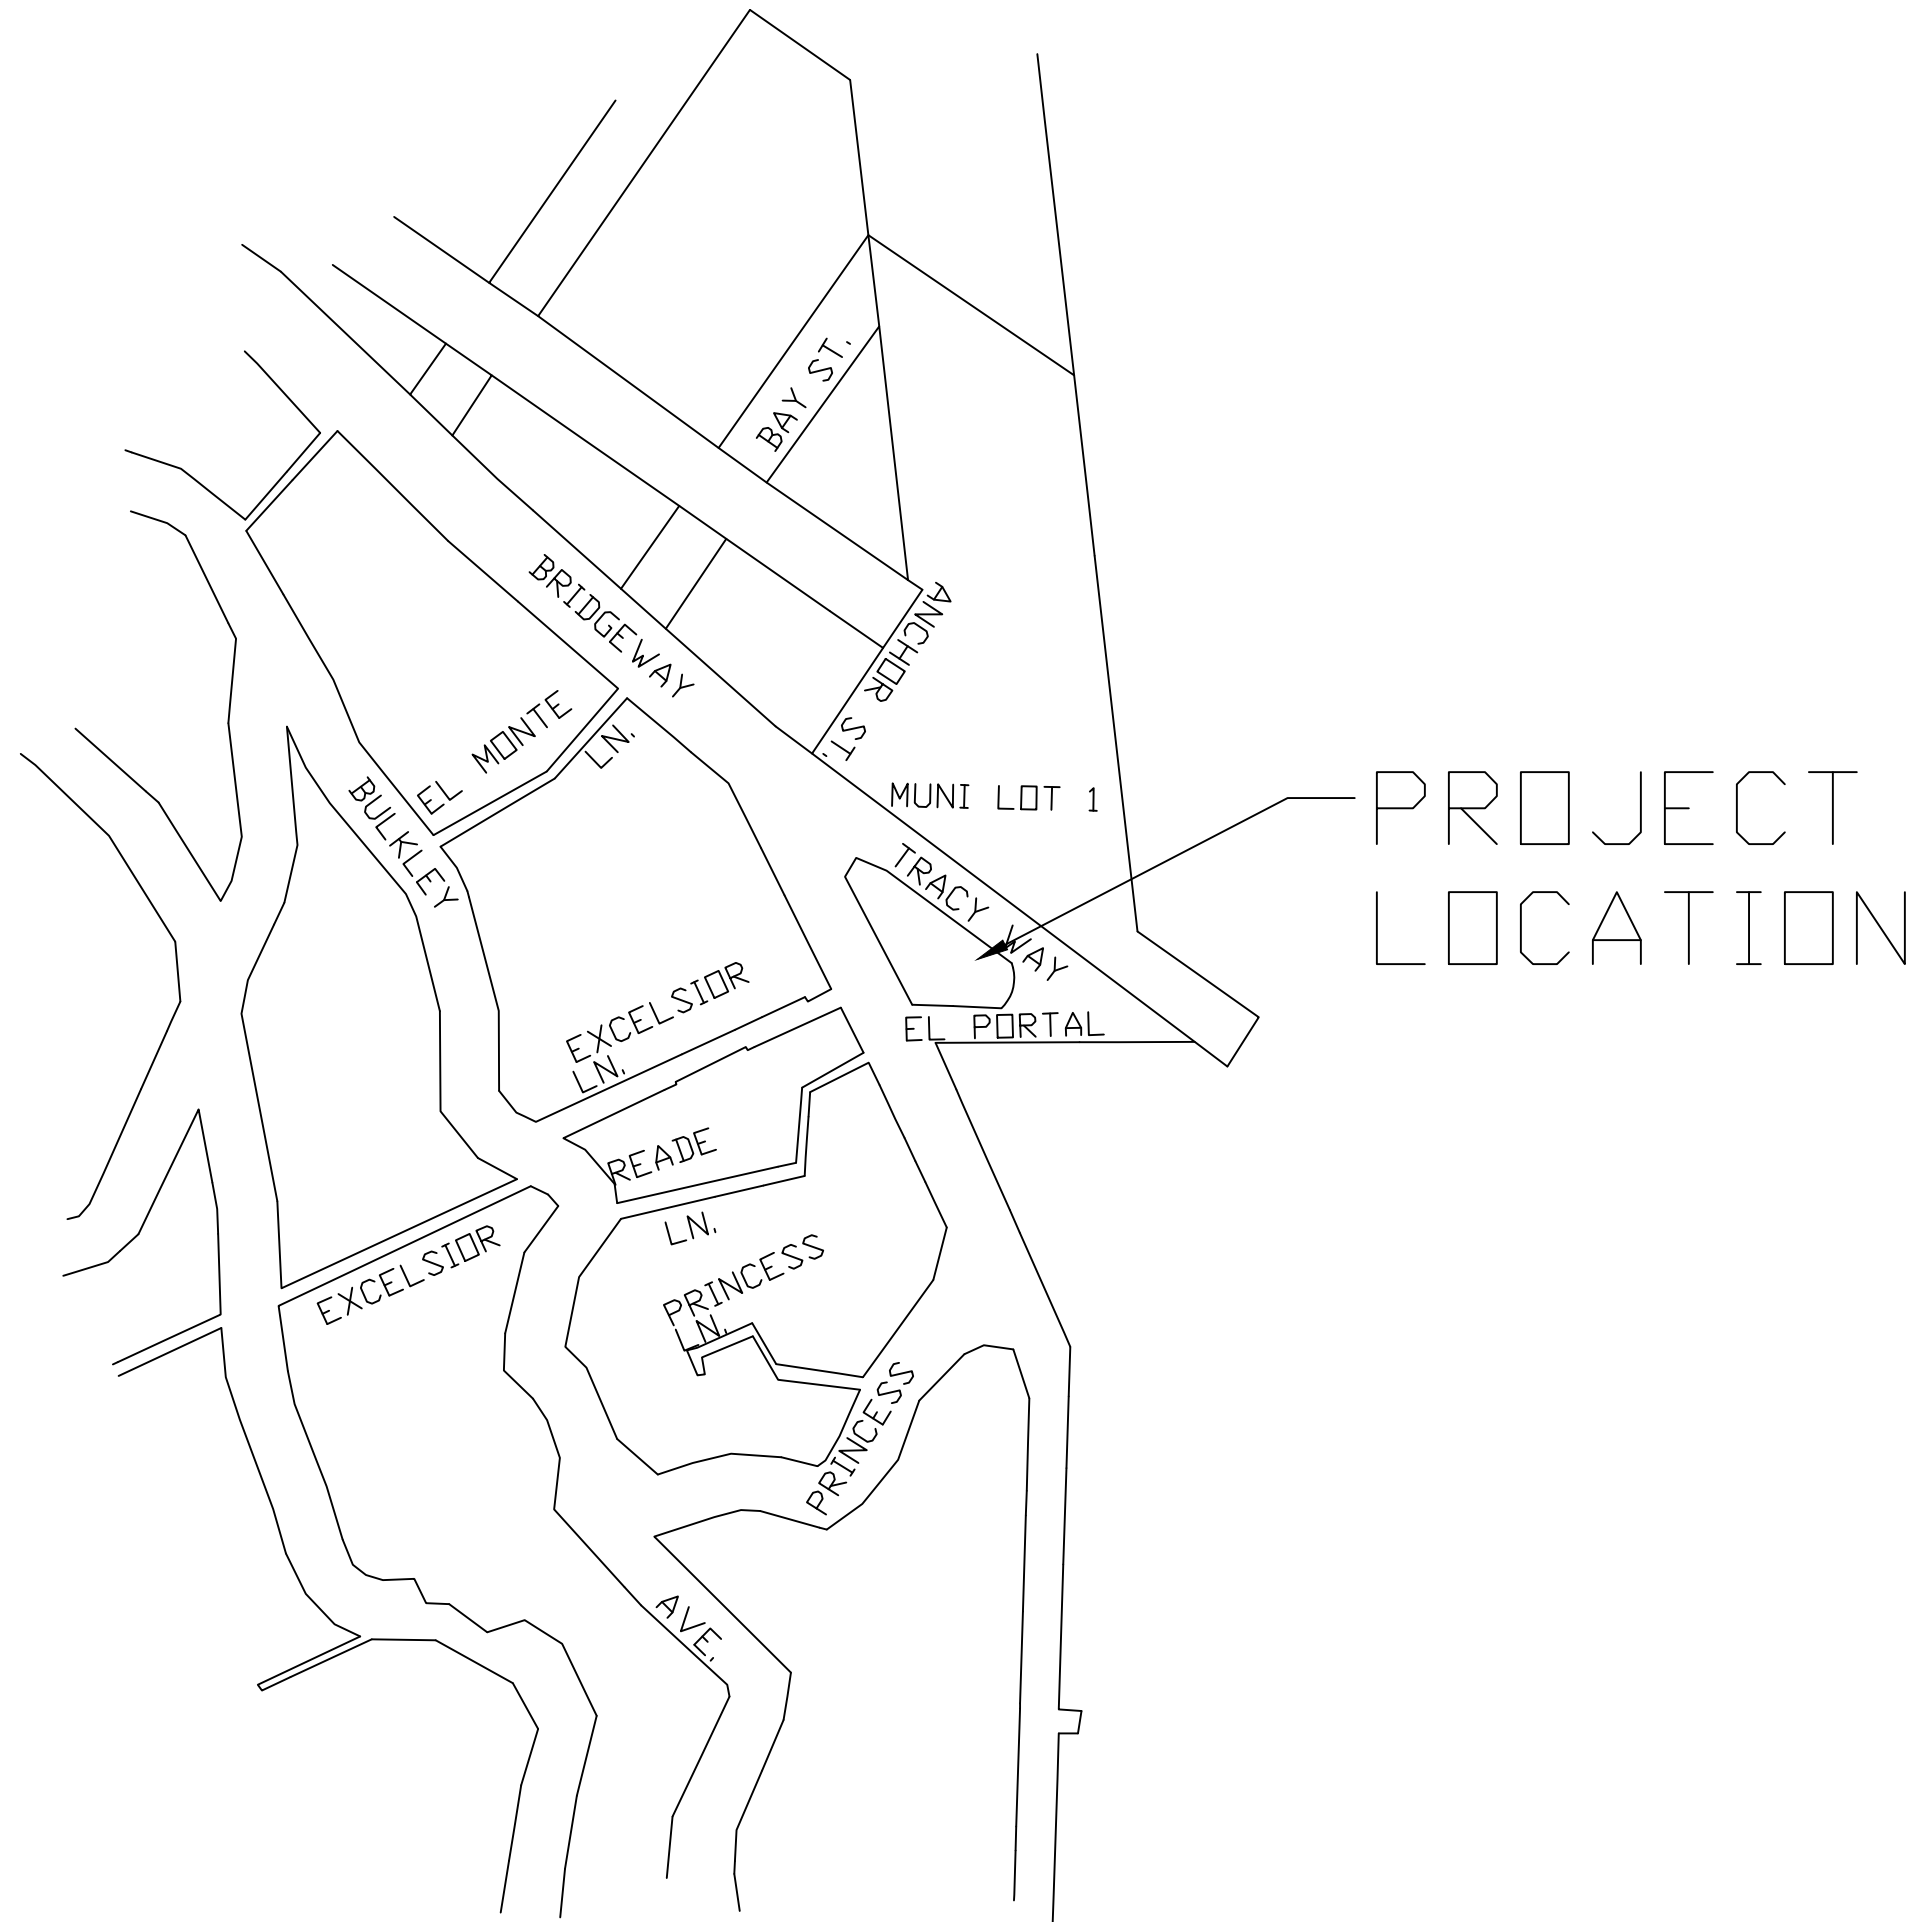 BAY ST.
BRIDGEWAY
ANCHOR ST.
EL MONTE
LN.
BULKLEY
MUNI LOT 1
PROJECT
LOCATION
TRACY WAY
EXCELSIOR
LN.
EL PORTAL
READE
LN.
EXCELSIOR
PRINCESS
LN.
PRINCESS
AVE.